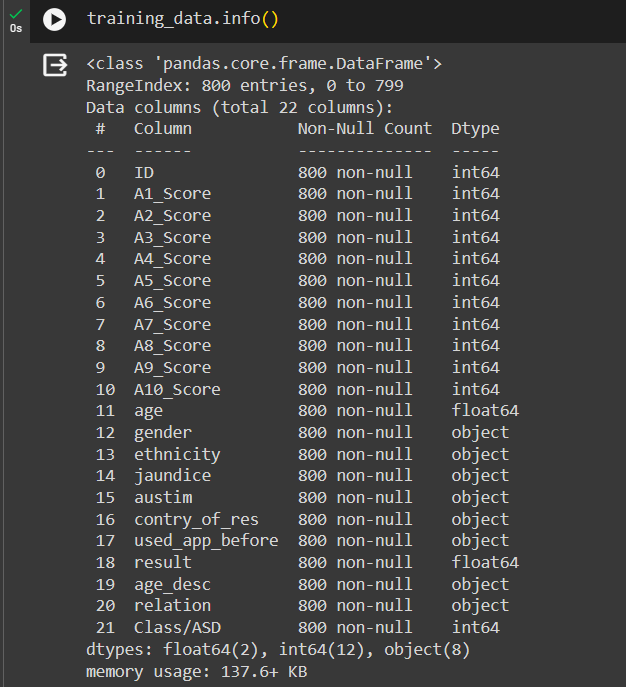 training_data.info()
0s
<class 'pandas.core.frame.DataFrame'>
RangeIndex: 800 entries, 0 to 799
Data columns (total 22 columns):
 #   Column           Non-Null Count  Dtype
---  ------           --------------  -----
 0   ID               800 non-null    int64
 1   A1_Score         800 non-null    int64
 2   A2_Score         800 non-null    int64
 3   A3_Score         800 non-null    int64
 4   A4_Score         800 non-null    int64
 5   A5_Score         800 non-null    int64
 6   A6_Score         800 non-null    int64
 7   A7_Score         800 non-null    int64
 8   A8_Score         800 non-null    int64
 9   A9_Score         800 non-null    int64
 10  A10_Score        800 non-null    int64
 11  age              800 non-null    float64
 12  gender           800 non-null    object
 13  ethnicity        800 non-null    object
 14  jaundice         800 non-null    object
 15  austim           800 non-null    object
 16  contry_of_res    800 non-null    object
 17  used_app_before  800 non-null    object
 18  result           800 non-null    float64
 19  age_desc         800 non-null    object
 20  relation         800 non-null    object
 21  Class/ASD        800 non-null    int64
dtypes: float64(2), int64(12), object(8)
memory usage: 137.6+ KB